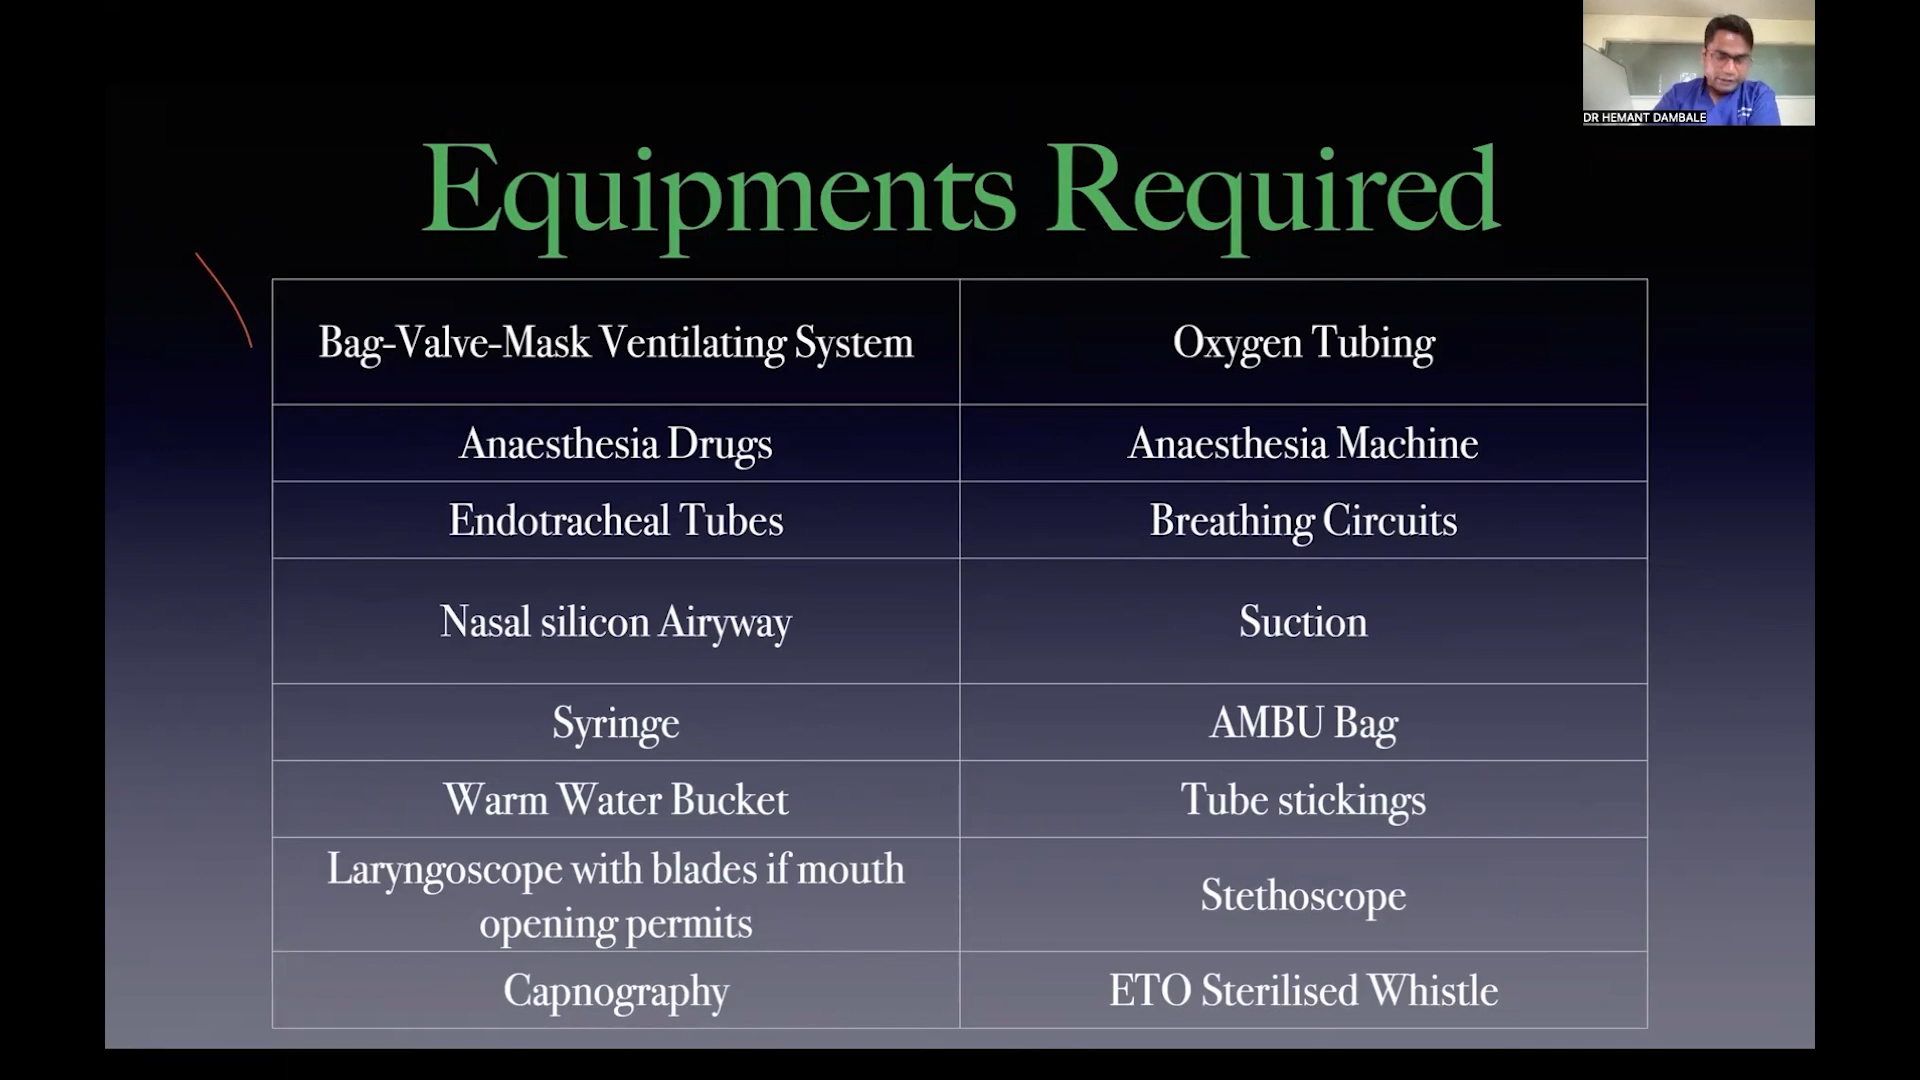 DR HEMANT DAMBALE
Equipments Required
Bag-Valve-Mask Ventilating System
Oxygen Tubing
Anaesthesia Drugs
Anaesthesia Machine
Endotracheal Tubes
Breathing Circuits
Nasal silicon Airyway
Suction
Syringe
AMBU Bag
Warm Water Bucket
Tube stickings
Laryngoscope with blades if mouth
opening permits
Stethoscope
Capnography
ETO Sterilised Whistle